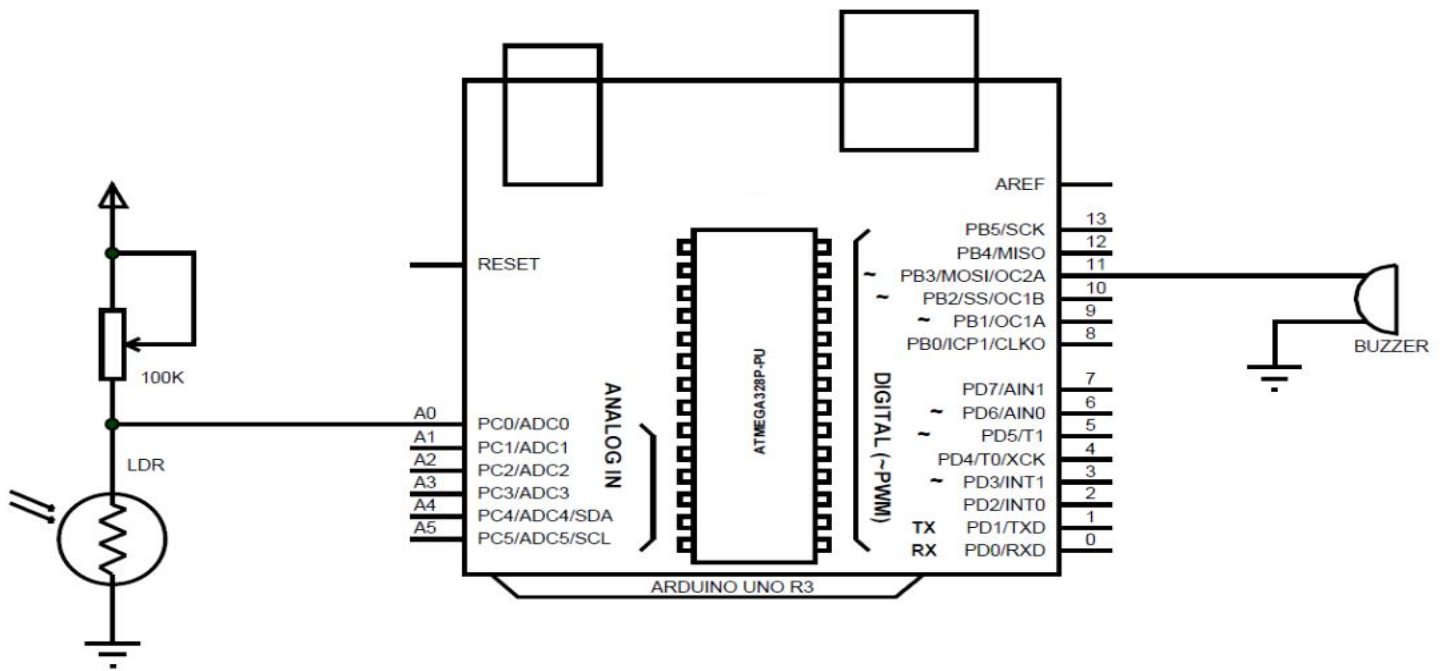 AREF
PB5/SCK 13
PB4/MISO 12
RESET
~ PB3/MOSI/OC2A 11
~ PB2/SS/OC1B 10
~ PB1/OC1A 9
PB0/ICP1/CLKO 8
BUZZER
100K
PD7/AIN1 7
~ PD6/AIN0 6
~ PD5/T1 5
PD4/T0/XCK 4
~ PD3/INT1 3
PD2/INT0 2
TX PD1/TXD 1
RX PD0/RXD 0
ANALOG IN
ATMEGA328P-PU
DIGITAL (~PWM)
A0 PC0/ADC0
A1 PC1/ADC1
A2 PC2/ADC2
A3 PC3/ADC3
A4 PC4/ADC4/SDA
A5 PC5/ADC5/SCL
LDR
ARDUINO UNO R3